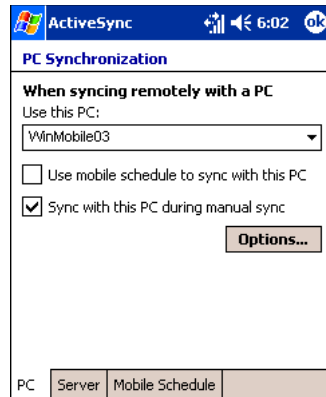 ActiveSync 6:02 ok
PC Synchronization
When syncing remotely with a PC
Use this PC:
WinMobile03
Use mobile schedule to sync with this PC
Sync with this PC during manual sync
Options...
PC Server Mobile Schedule